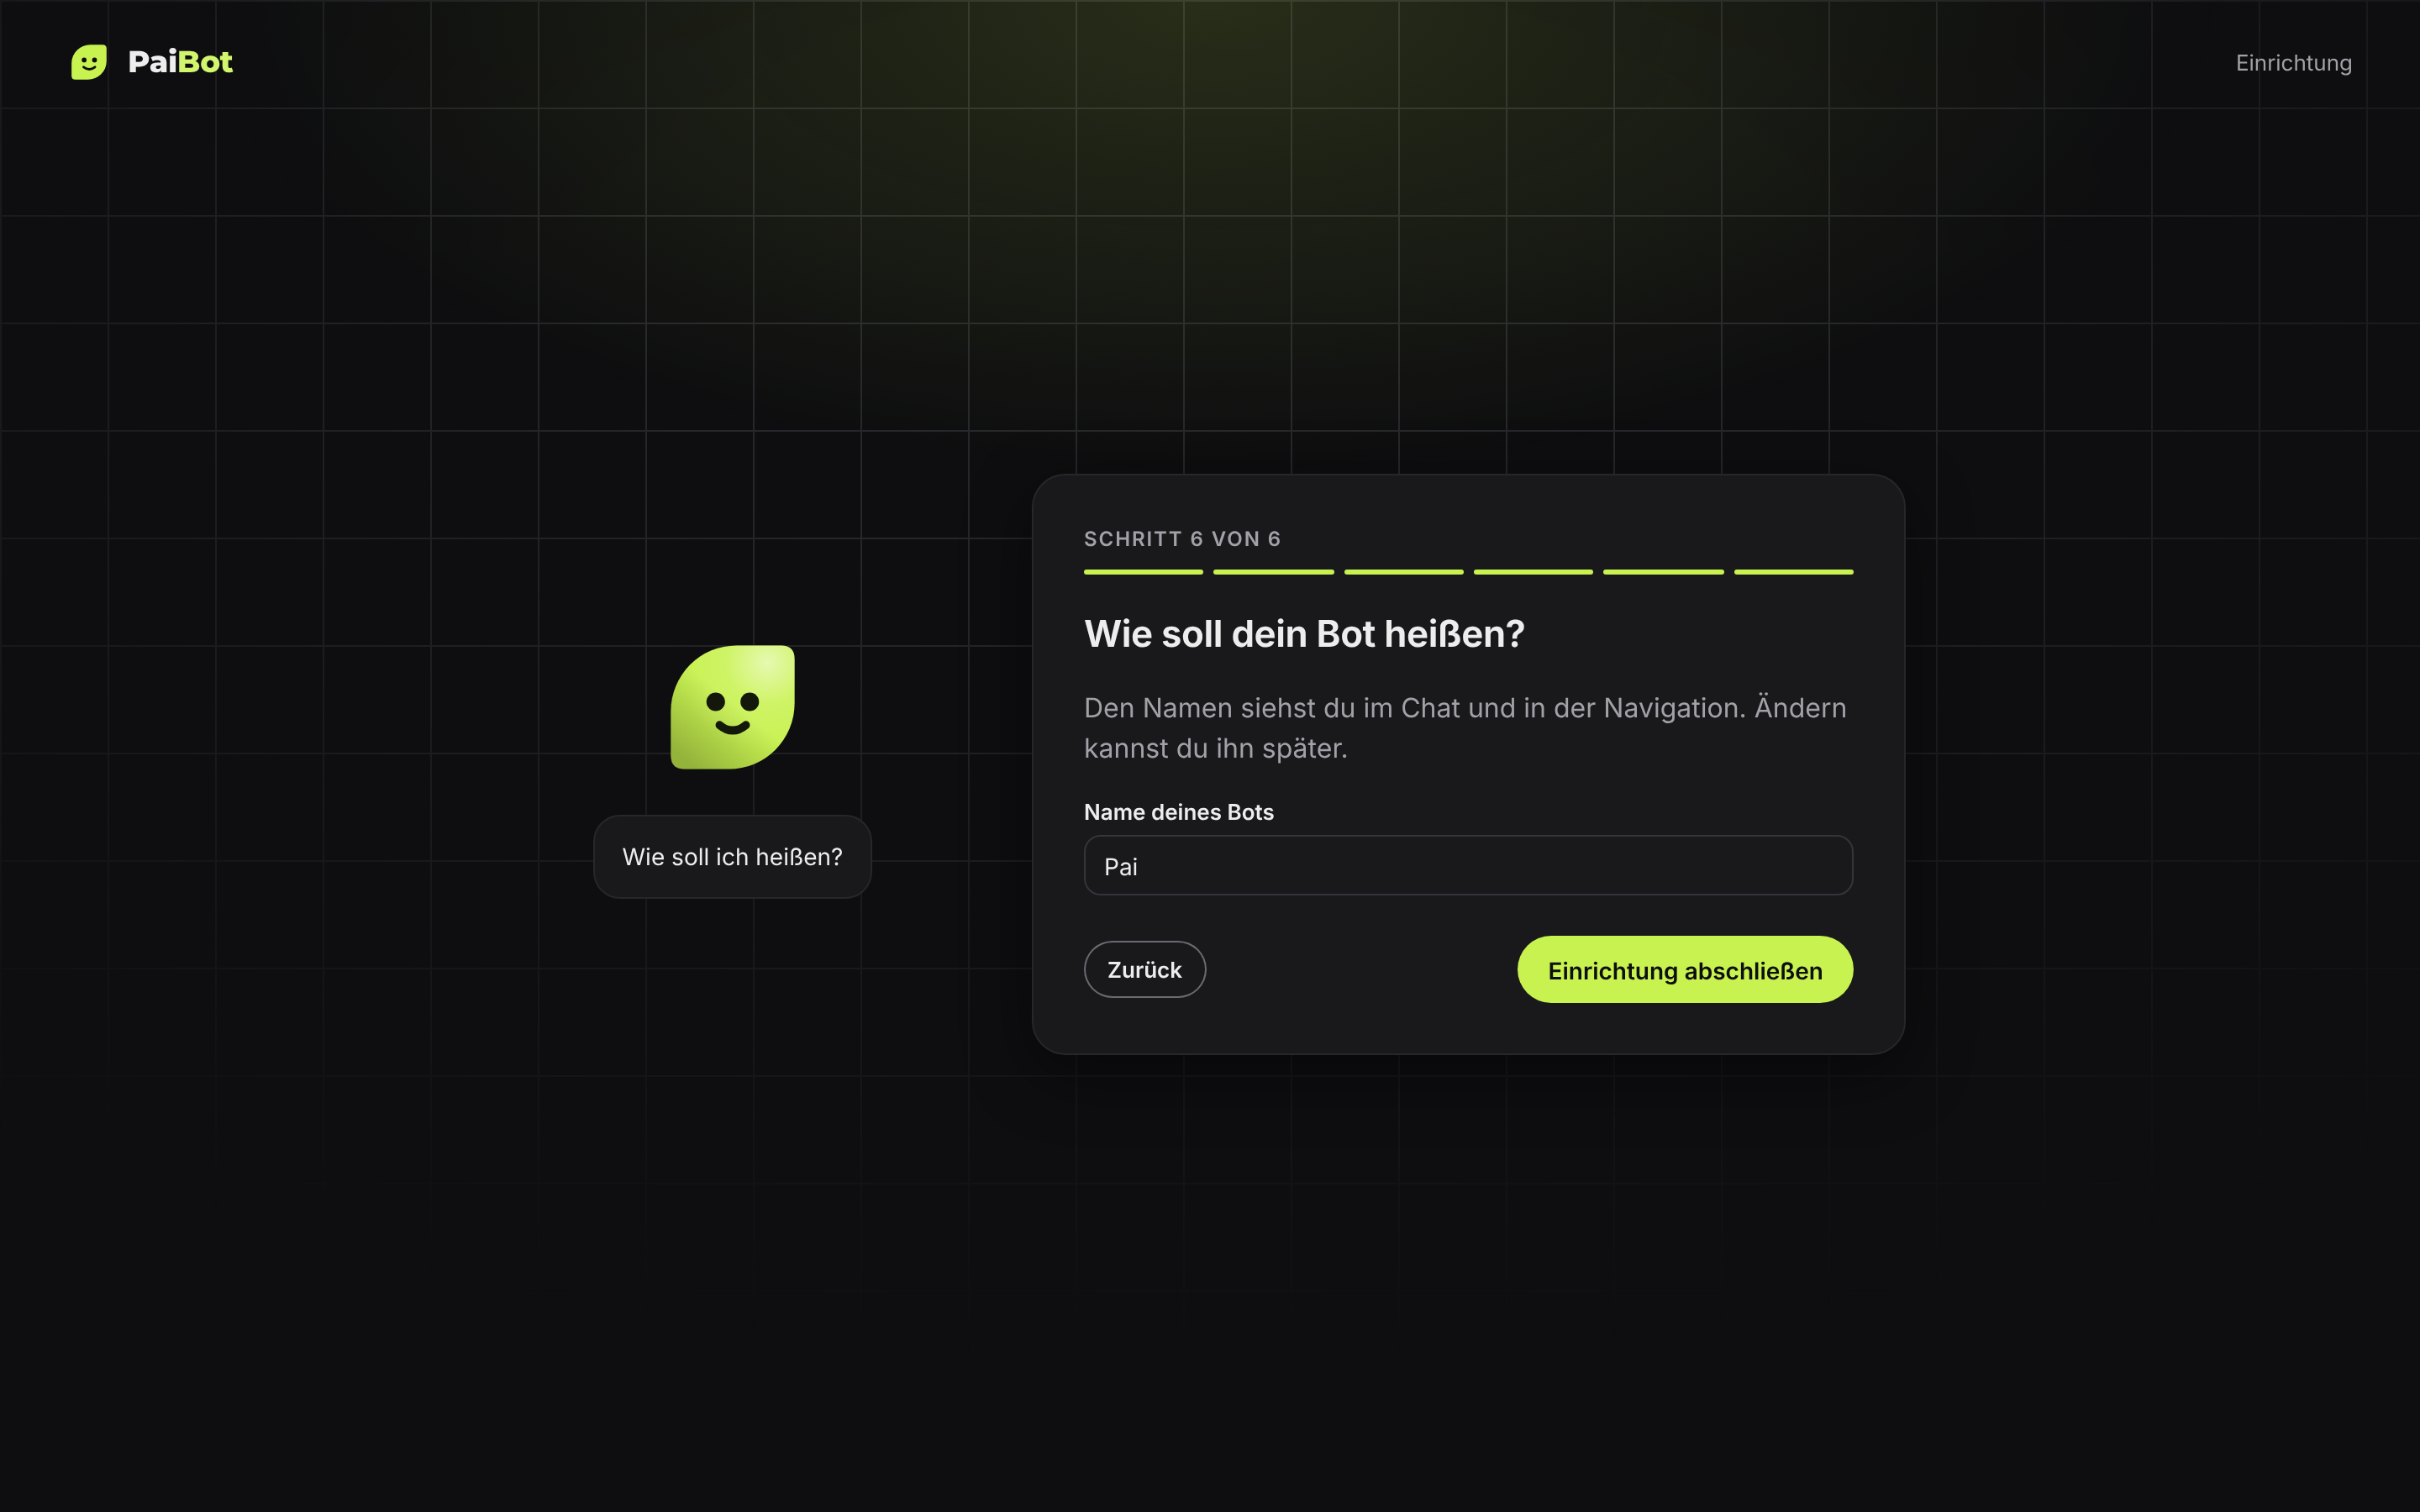 PaiBot
Einrichtung
SCHRITT 6 VON 6
Wie soll dein Bot heißen?
Den Namen siehst du im Chat und in der Navigation. Ändern
kannst du ihn später.
Name deines Bots
Pai
Zurück
Einrichtung abschließen
Wie soll ich heißen?